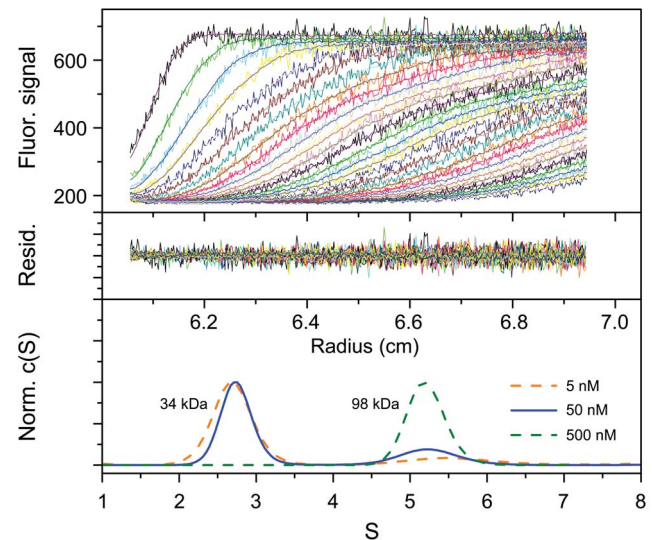 Fluor. signal
600
400
200
Resid.
6.2 6.4 6.6 6.8 7.0
Radius (cm)
Norm. c(S)
34 kDa
98 kDa
5 nM
50 nM
500 nM
1 2 3 4 5 6 7 8
S